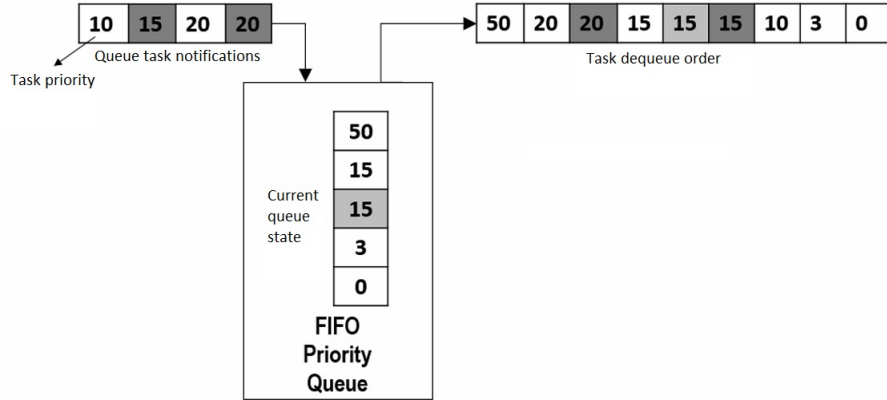 10 15 20 20
Queue task notifications
Task priority
50 20 20 15 15 15 10 3 0
Task dequeue order
50
15
15
3
0
Current
queue
state
FIFO
Priority
Queue